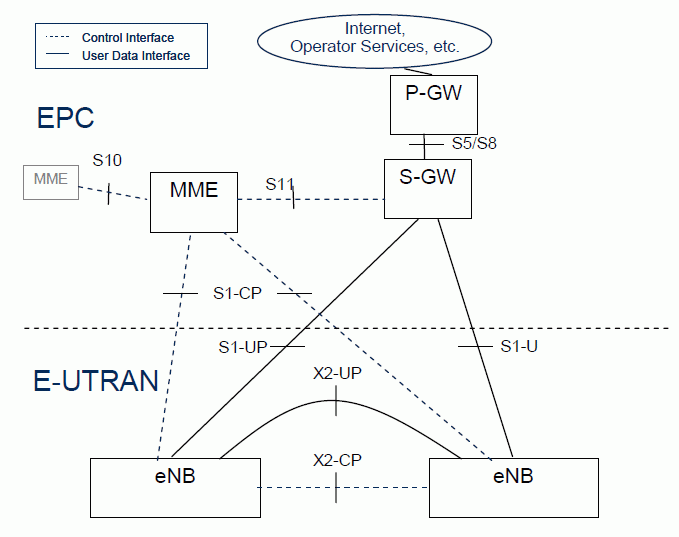 Control Interface
User Data Interface
Internet,
Operator Services, etc.
P-GW
EPC
S5/S8
S10
MME
MME
S11
S-GW
S1-CP
S1-UP
S1-U
E-UTRAN
X2-UP
X2-CP
eNB
eNB